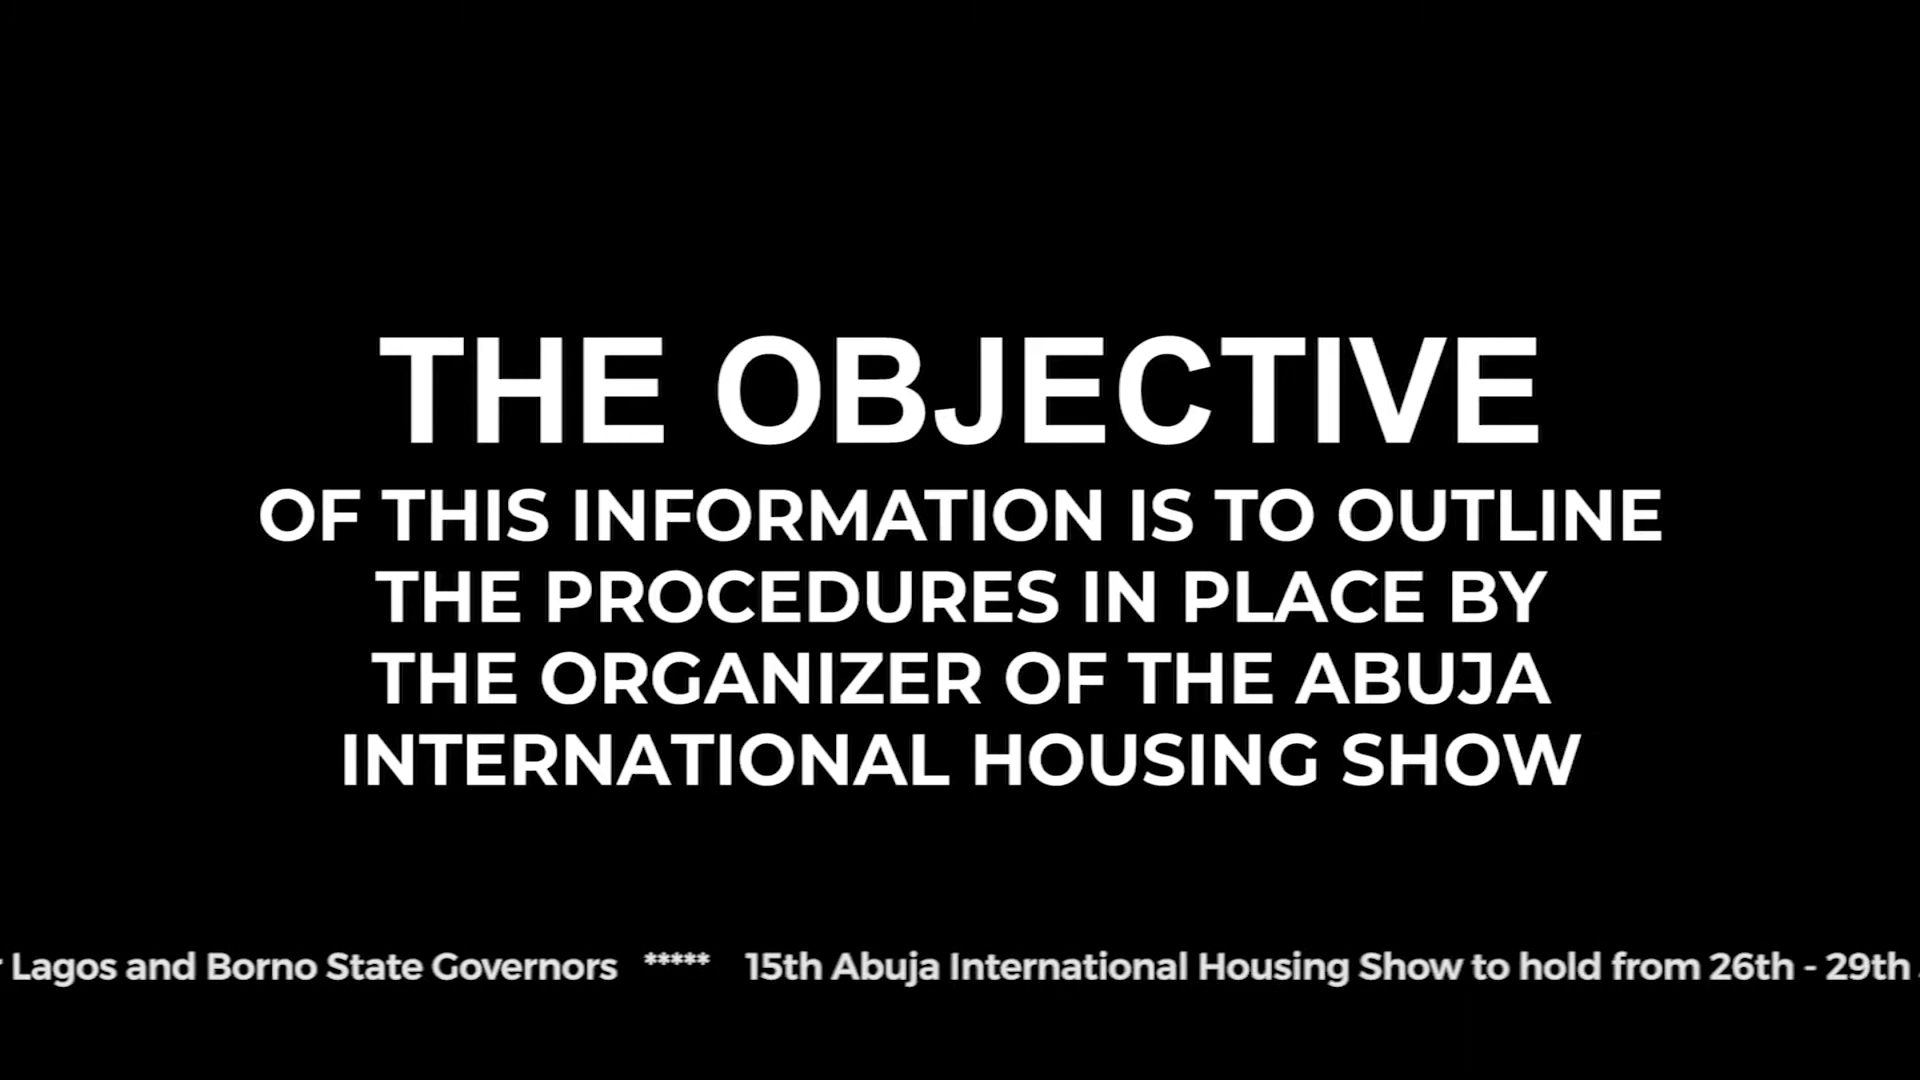 THE OBJECTIVE
OF THIS INFORMATION IS TO OUTLINE
THE PROCEDURES IN PLACE BY
THE ORGANIZER OF THE ABUJA
INTERNATIONAL HOUSING SHOW
Lagos and Borno State Governors ***** 15th Abuja International Housing Show to hold from 26th - 29th